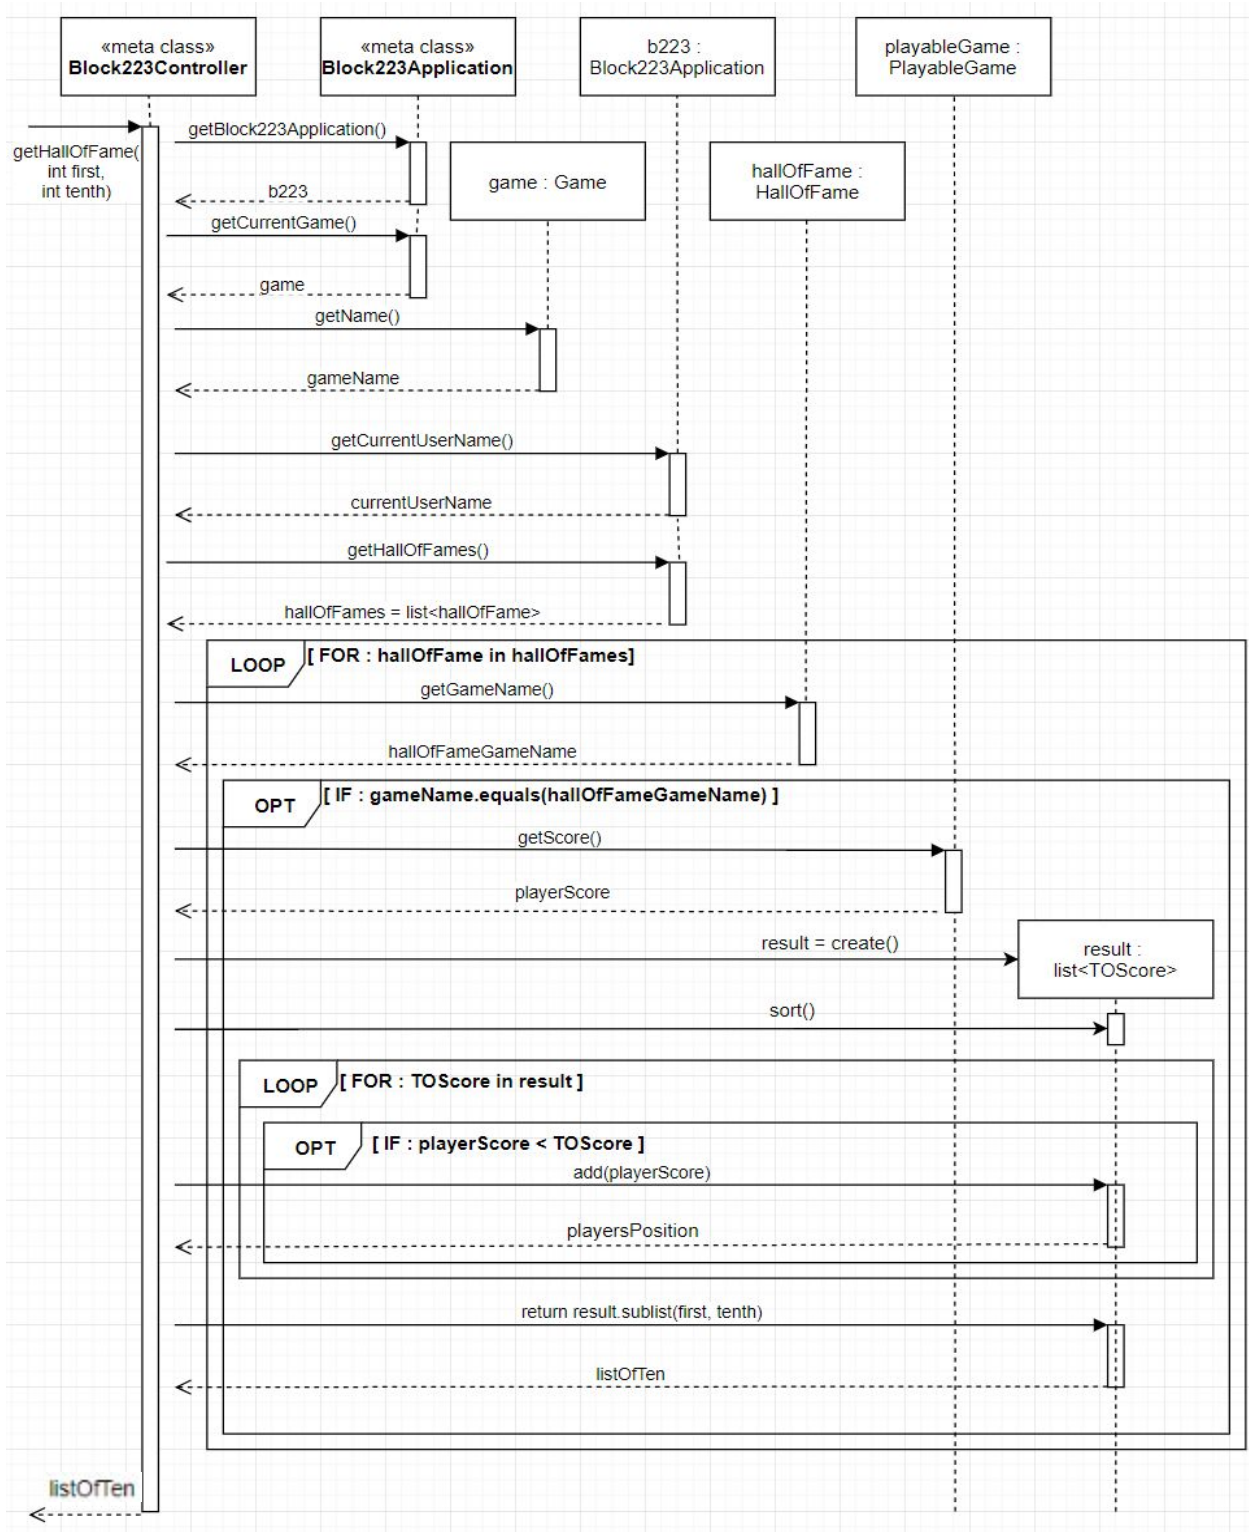 «meta class»
Block223Controller
«meta class»
Block223Application
b223 :
Block223Application
playableGame :
PlayableGame
getHallOfFame(
int first,
int tenth)
getBlock223Application()
b223
game : Game
hallOfFame :
HallOfFame
getCurrentGame()
game
getName()
gameName
getCurrentUserName()
currentUserName
getHallOfFames()
hallOfFames = list<hallOfFame>
LOOP
[ FOR : hallOfFame in hallOfFames]
getGameName()
hallOfFameGameName
OPT
[ IF : gameName.equals(hallOfFameGameName) ]
getScore()
playerScore
result = create()
result :
list<TOScore>
sort()
LOOP
[ FOR : TOScore in result ]
OPT
[ IF : playerScore < TOScore ]
add(playerScore)
playersPosition
return result.sublist(first, tenth)
listOfTen
listOfTen